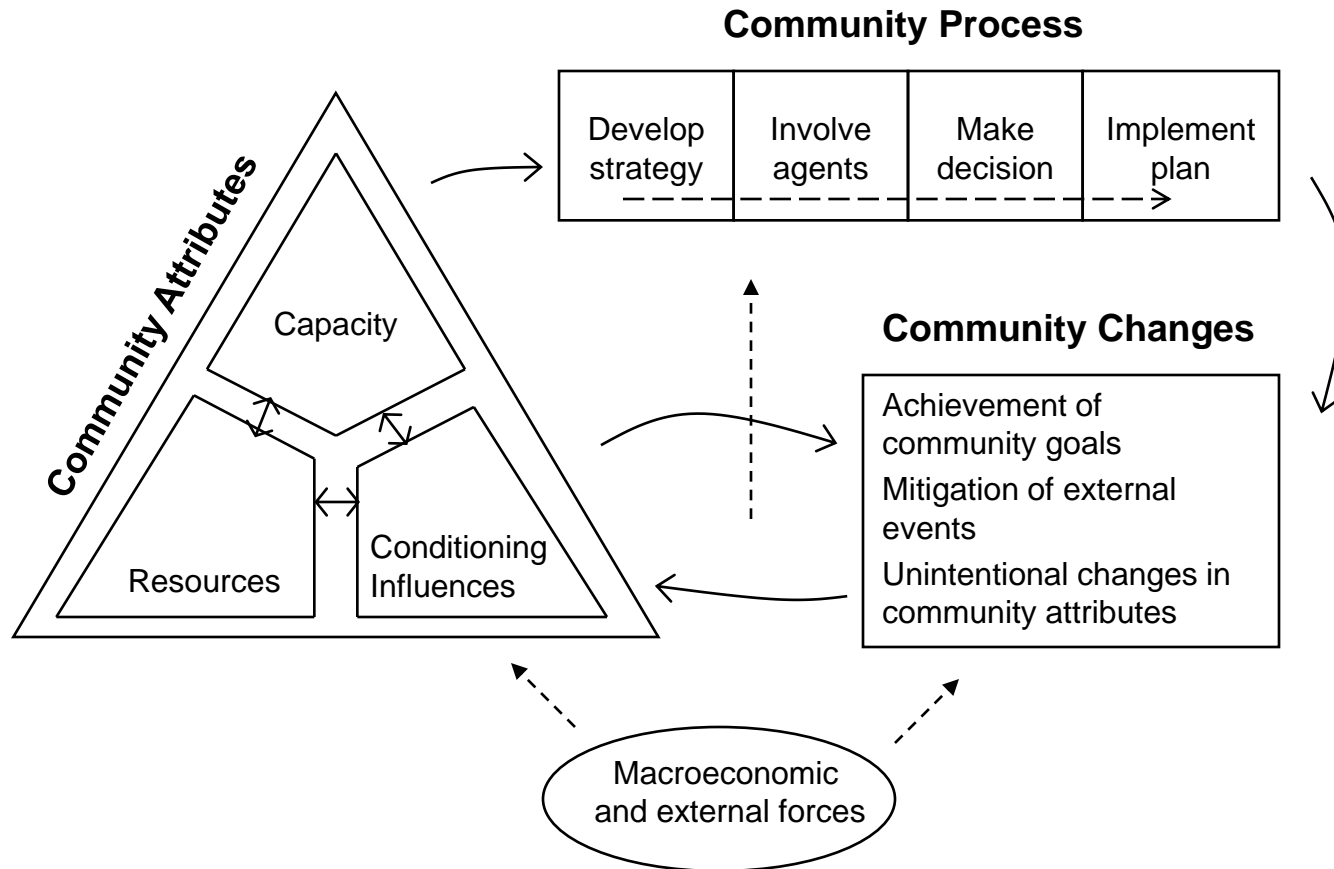 Community Process
Develop
strategy
Involve
agents
Make
decision
Implement
plan
Community Attributes
Capacity
Resources
Conditioning
Influences
Community Changes
Achievement of
community goals
Mitigation of external
events
Unintentional changes in
community attributes
Macroeconomic
and external forces